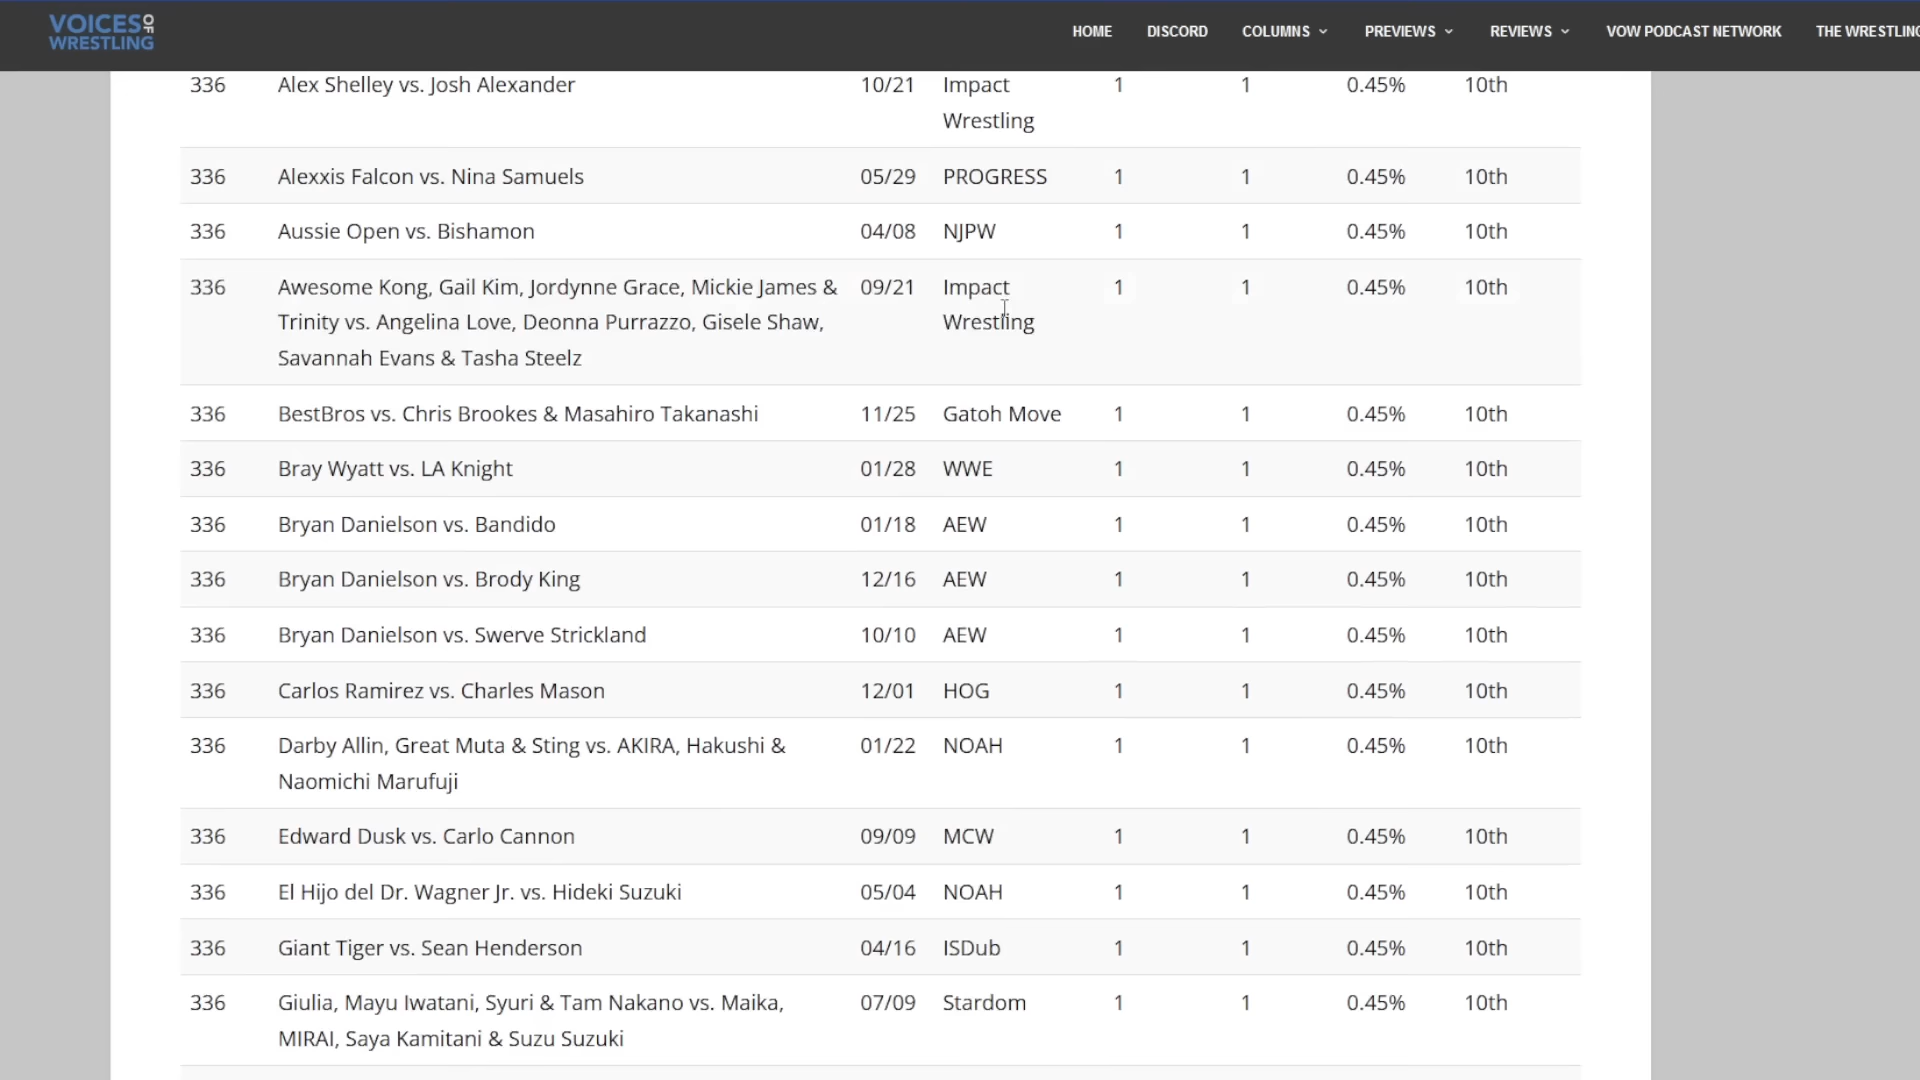 VOICES OF WRESTLING HOME DISCORD COLUMNS PREVIEWS REVIEWS VOW PODCAST NETWORK THE WRESTLING
336 Alex Shelley vs. Josh Alexander 10/21 Impact 1 1 0.45% 10th
Wrestling
336 Alexxis Falcon vs. Nina Samuels 05/29 PROGRESS 1 1 0.45% 10th
336 Aussie Open vs. Bishamon 04/08 NJPW 1 1 0.45% 10th
336 Awesome Kong, Gail Kim, Jordynne Grace, Mickie James & 09/21 Impact 1 1 0.45% 10th
Trinity vs. Angelina Love, Deonna Purrazzo, Gisele Shaw, Wrestling
Savannah Evans & Tasha Steelz
336 BestBros vs. Chris Brookes & Masahiro Takanashi 11/25 Gatoh Move 1 1 0.45% 10th
336 Bray Wyatt vs. LA Knight 01/28 WWE 1 1 0.45% 10th
336 Bryan Danielson vs. Bandido 01/18 AEW 1 1 0.45% 10th
336 Bryan Danielson vs. Brody King 12/16 AEW 1 1 0.45% 10th
336 Bryan Danielson vs. Swerve Strickland 10/10 AEW 1 1 0.45% 10th
336 Carlos Ramirez vs. Charles Mason 12/01 HOG 1 1 0.45% 10th
336 Darby Allin, Great Muta & Sting vs. AKIRA, Hakushi & 01/22 NOAH 1 1 0.45% 10th
Naomichi Marufuji
336 Edward Dusk vs. Carlo Cannon 09/09 MCW 1 1 0.45% 10th
336 El Hijo del Dr. Wagner Jr. vs. Hideki Suzuki 05/04 NOAH 1 1 0.45% 10th
336 Giant Tiger vs. Sean Henderson 04/16 ISDub 1 1 0.45% 10th
336 Giulia, Mayu Iwatani, Syuri & Tam Nakano vs. Maika, 07/09 Stardom 1 1 0.45% 10th
MIRAI, Saya Kamitani & Suzu Suzuki